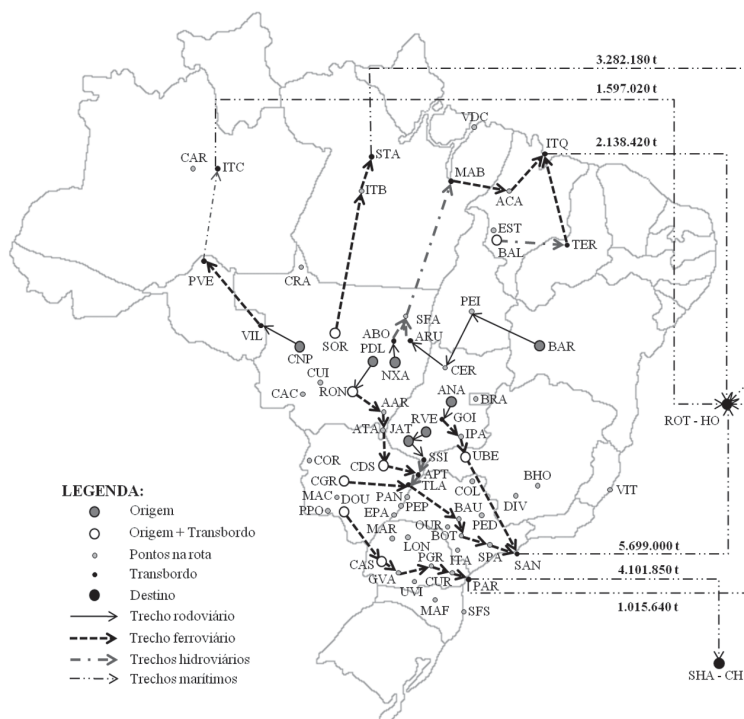 3.282.180 t
1.597.020 t
VDC
ITQ
2.138.420 t
STA
CAR
ITC
MAB
ITB
ACA
EST
BAL
TER
PVE
CRA
PEI
SFA
VIL
SOR
ABO
ARU
CNP
PDL
BAR
NXA
CER
CUI
CAC
RON
ANA
BRA
AAR
RVE
GOI
ROT - HO
ATA
JAT
IPA
COR
SSI
UBE
CDS
APT
CGR
TLA
COL
BHO
VIT
LEGENDA:
MAC
DOU
PAN
PEP
BAU
DIV
Origem
PPO
EPA
PED
Origem + Transbordo
MAR
OUR
BOT
Pontos na rota
LON
ITA
SPA
SAN
5.699.000 t
Transbordo
CAS
PGR
GVA
CUR
PAR
4.101.850 t
Destino
UVI
Trecho rodoviário
MAF
SFS
1.015.640 t
Trecho ferroviário
Trechos hidroviários
Trechos marítimos
SHA - CH